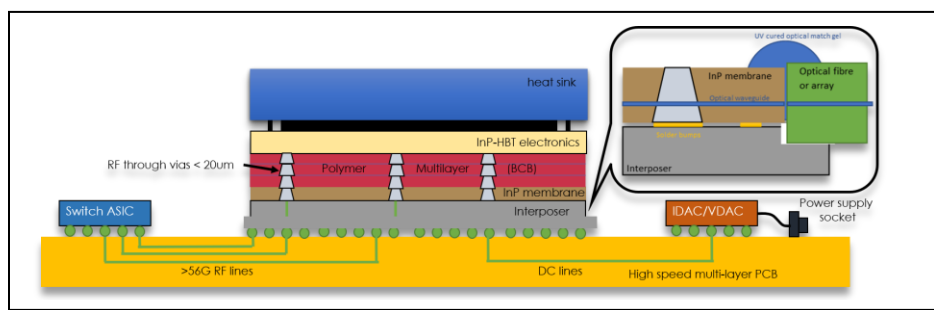 UV cured optical match gel
heat sink
InP membrane
Optical fibre
or array
Optical waveguide
InP-HBT electronics
Solder bumps
RF through vias < 20um
Polymer
Multilayer
(BCB)
Interposer
InP membrane
Switch ASIC
Interposer
IDAC/VDAC
Power supply
socket
>56G RF lines
DC lines
High speed multi-layer PCB